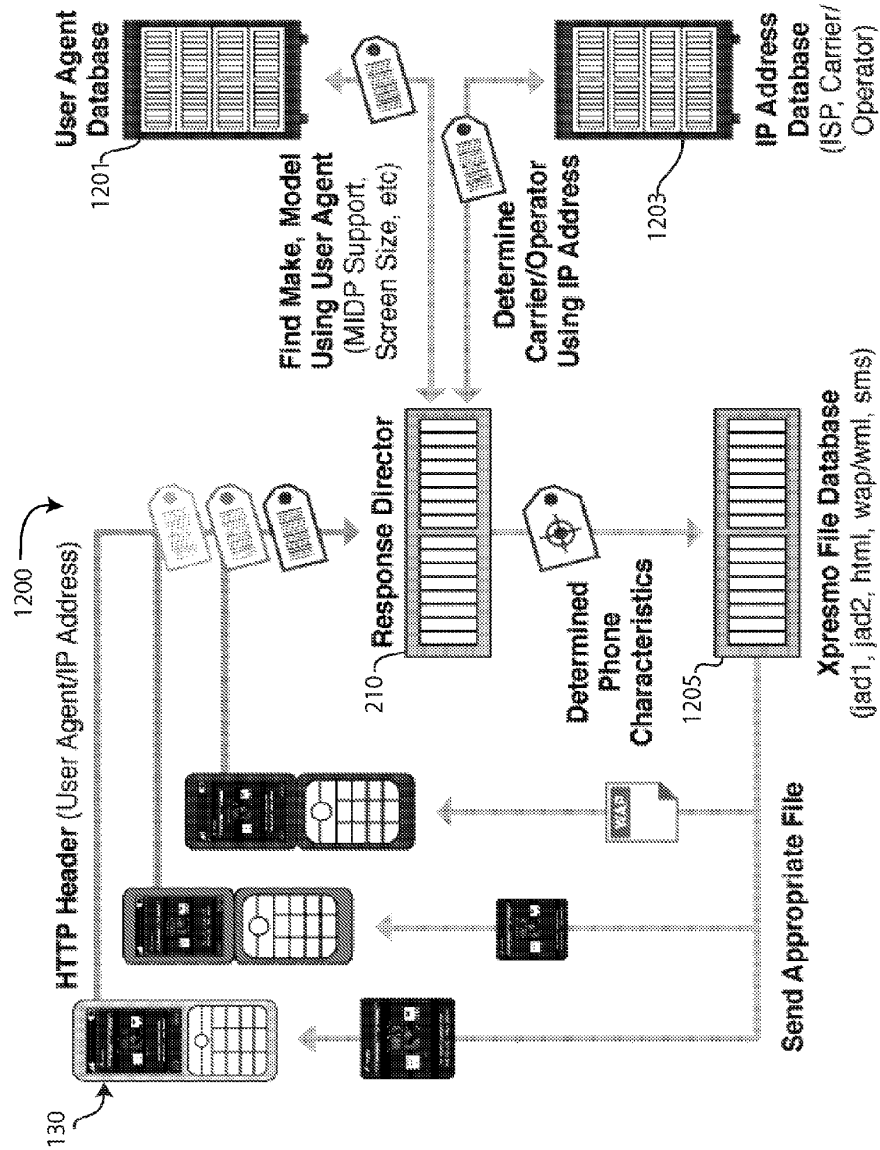 1200
HTTP Header (User Agent/IP Address)
130
User Agent
Database
1201
Find Make, Model
Using User Agent
(MIDP Support,
Screen Size, etc)
Response Director
210
Determine
Carrier/Operator
Using IP Address
1203
IP Address
Database
(ISP, Carrier/
Operator)
Determined
Phone
Characteristics
1205
Xpresmo File Database
(jad1, jad2, html, wap/wml, sms)
Send Appropriate File